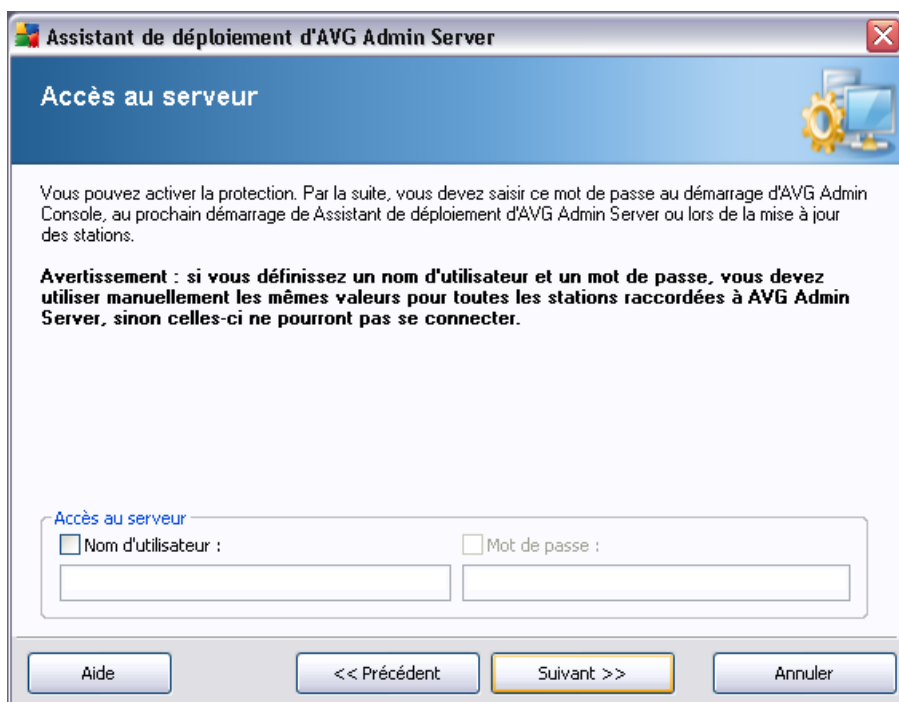 Assistant de déploiement d'AVG Admin Server
Accès au serveur
Vous pouvez activer la protection. Par la suite, vous devez saisir ce mot de passe au démarrage d'AVG Admin
Console, au prochain démarrage de Assistant de déploiement d'AVG Admin Server ou lors de la mise à jour
des stations.
Avertissement : si vous définissez un nom d'utilisateur et un mot de passe, vous devez
utiliser manuellement les mêmes valeurs pour toutes les stations raccordées à AVG Admin
Server, sinon celles-ci ne pourront pas se connecter.
Accès au serveur
Nom d'utilisateur :
Mot de passe :
Aide
<< Précédent
Suivant >>
Annuler